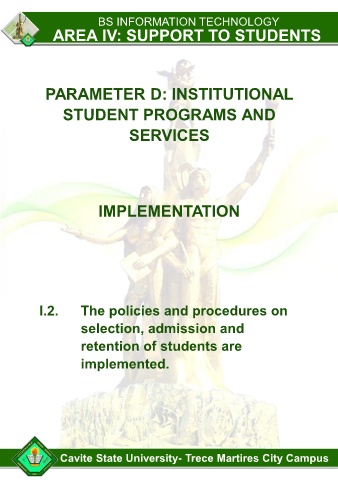 BS INFORMATION TECHNOLOGY
AREA IV: SUPPORT TO STUDENTS
PARAMETER D: INSTITUTIONAL
STUDENT PROGRAMS AND
SERVICES
IMPLEMENTATION
I.2. The policies and procedures on
selection, admission and
retention of students are
implemented.
Cavite State University- Trece Martires City Campus